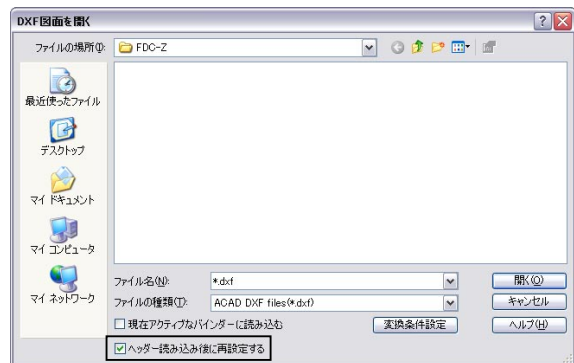 DXF図面を開く
ファイルの場所(I):
FDC-Z
最近使ったファイル
デスクトップ
マイ ドキュメント
マイ コンピュータ
マイ ネットワーク
ファイル名(N):
*.dxf
開く(O)
ファイルの種類(T):
ACAD DXF files(*.dxf)
キャンセル
現在アクティブなバインダーに読み込む
変換条件設定
ヘルプ(H)
ヘッダー読み込み後に再設定する